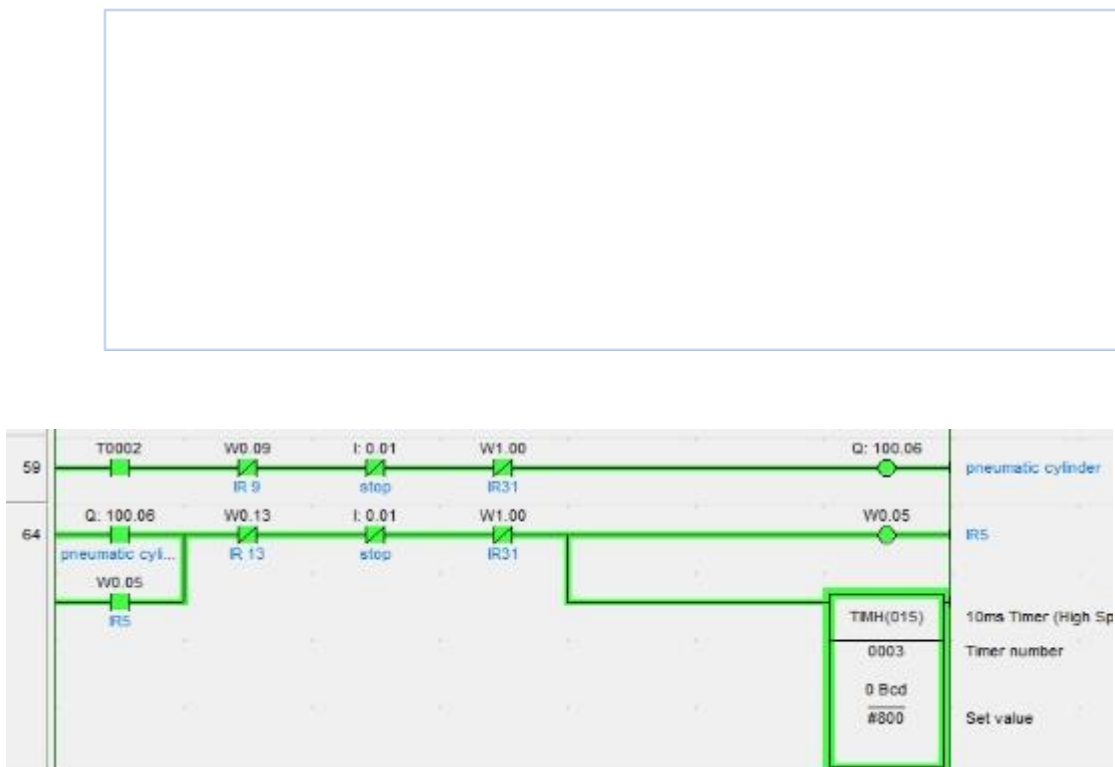 T0002 W0.09 I: 0.01 W1.00 Q: 100.06
59
pneumatic cylinder
IR 9 stop IR31
Q: 100.06 W0.13 I: 0.01 W1.00 W0.05
64
IR5
pneumatic cyli... IR 13 stop IR31
W0.05
IR5
TIMH(015) 10ms Timer (High Sp
0003 Timer number
0 Bcd
#800 Set value